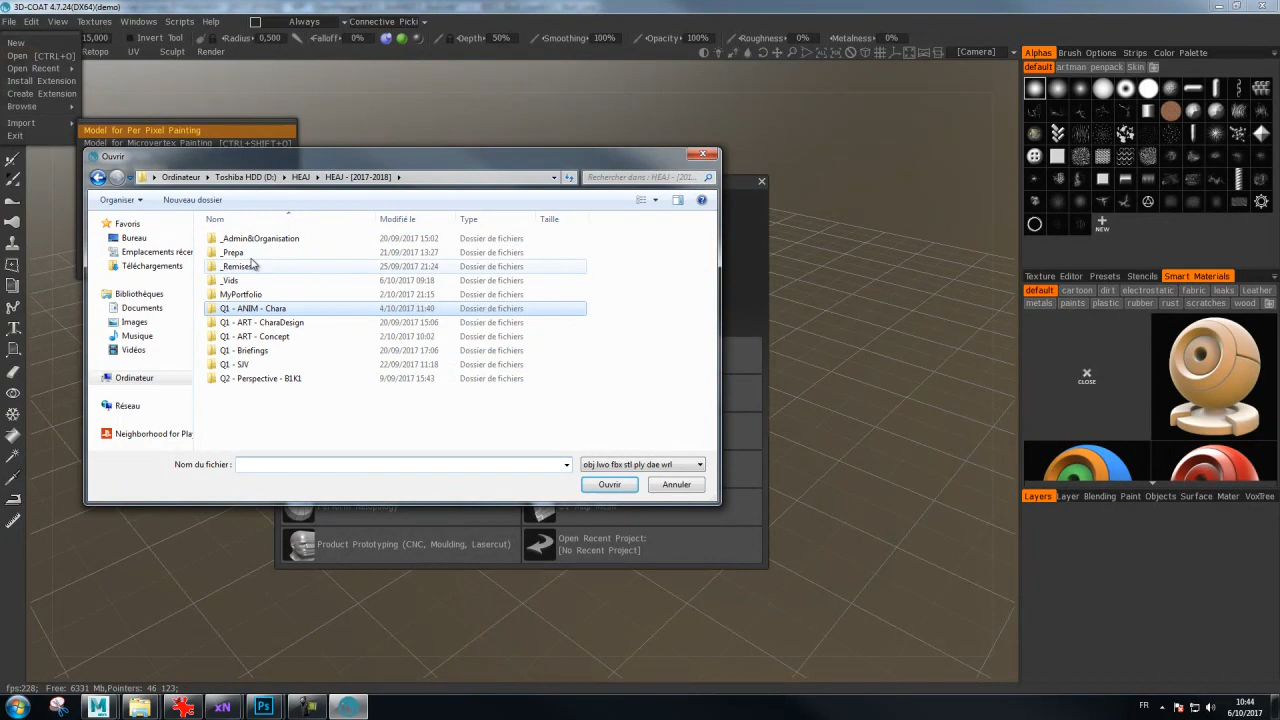 3D-COAT 4.7.24(DX64)(demo)
File Edit View Textures Windows Scripts Help Always Connective Picki
15,000 Invert Tool Radius 0,500 Falloff 0% Depth 50% Smoothing 100% Opacity 100% Roughness 0% Metalness 0%
Retopo UV Sculpt Render [Camera]
New
Open [CTRL+O]
Open Recent
Install Extension
Create Extension
Browse
Import
Exit
Model for Per Pixel Painting
Model for Microvertex Painting [CTRL+SHIFT+O]
Ouvrir
Ordinateur Toshiba HDD (D:) HEAJ HEAJ - [2017-2018]
Rechercher dans : HEAJ - [201...
Organiser Nouveau dossier
Nom Modifié le Type Taille
Favoris
Bureau
Emplacements récen
Téléchargements
Bibliothèques
Documents
Images
Musique
Vidéos
Ordinateur
Réseau
Neighborhood for Pla
_Admin&Organisation 20/09/2017 15:02 Dossier de fichiers
_Prepa 21/09/2017 13:27 Dossier de fichiers
_Remises 25/09/2017 21:24 Dossier de fichiers
_Vids 6/10/2017 09:18 Dossier de fichiers
MyPortfolio 2/10/2017 21:15 Dossier de fichiers
Q1 - ANIM - Chara 4/10/2017 11:40 Dossier de fichiers
Q1 - ART - CharaDesign 20/09/2017 15:06 Dossier de fichiers
Q1 - ART - Concept 2/10/2017 10:02 Dossier de fichiers
Q1 - Briefings 20/09/2017 17:06 Dossier de fichiers
Q1 - SJV 22/09/2017 11:18 Dossier de fichiers
Q2 - Perspective - B1K1 9/09/2017 15:43 Dossier de fichiers
Nom du fichier :
obj lwo fbx stl ply dae wrl
Ouvrir Annuler
Product Prototyping (CNC, Moulding, Lasercut)
Open Recent Project:
[No Recent Project]
Alphas Brush Options Strips Color Palette
default artman penpack Skin
NEW
Texture Editor Presets Stencils Smart Materials
default cartoon dirt electrostatic fabric leaks Leather
metals paints plastic rubber rust scratches wood
CLOSE
Layers Layer Blending Paint Objects Surface Mater VoxTree
fps:228; Free: 6331 Mb,Pointers: 46 123;
xN
Ps
FR
10:44
6/10/2017